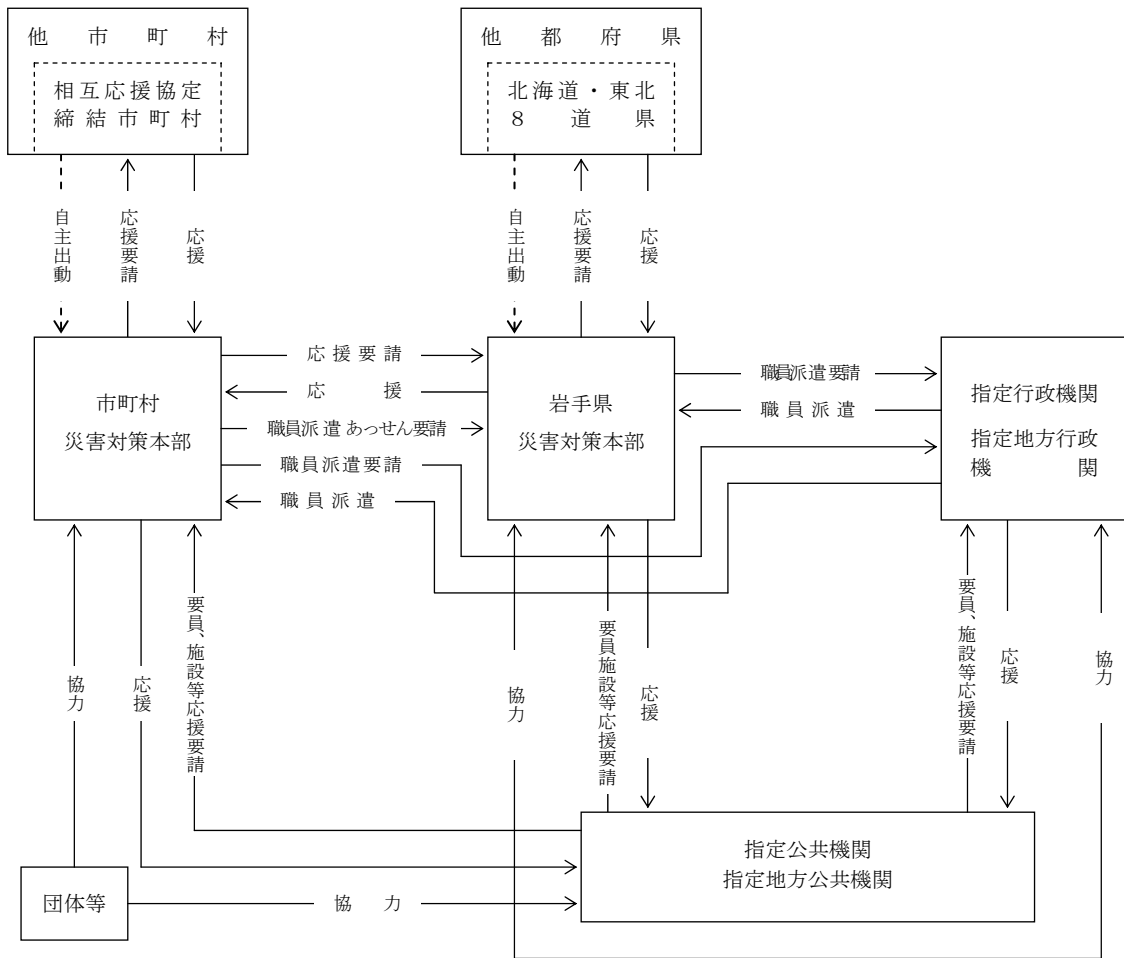 他市町村
相互応援協定
締結市町村
他都府県
北海道・東北
８道県
自主出動
応援要請
応援
自主出動
応援要請
応援
市町村
災害対策本部
応援要請
応援
職員派遣あっせん要請
職員派遣要請
職員派遣
岩手県
災害対策本部
職員派遣要請
職員派遣
指定行政機関
指定地方行政
機関
協力
応援
要員、施設等応援要請
協力
要員施設等応援要請
応援
要員、施設等応援要請
応援
協力
指定公共機関
指定地方公共機関
団体等
協力